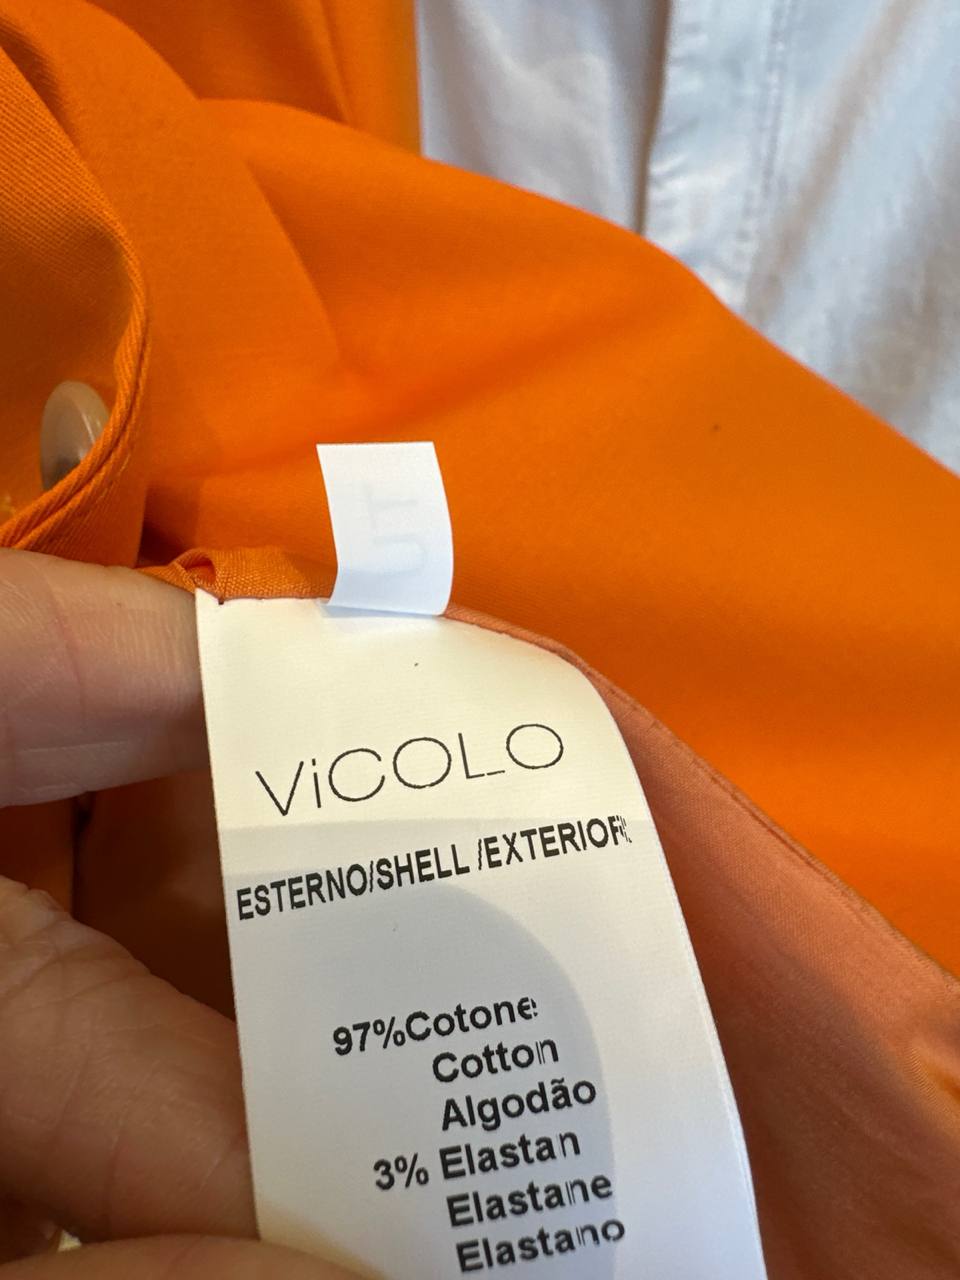 ViCOLO
ESTERNO/SHELL /EXTERIOR
97%Cotone
Cotton
Algodão
3% Elastan
Elastane
Elastano